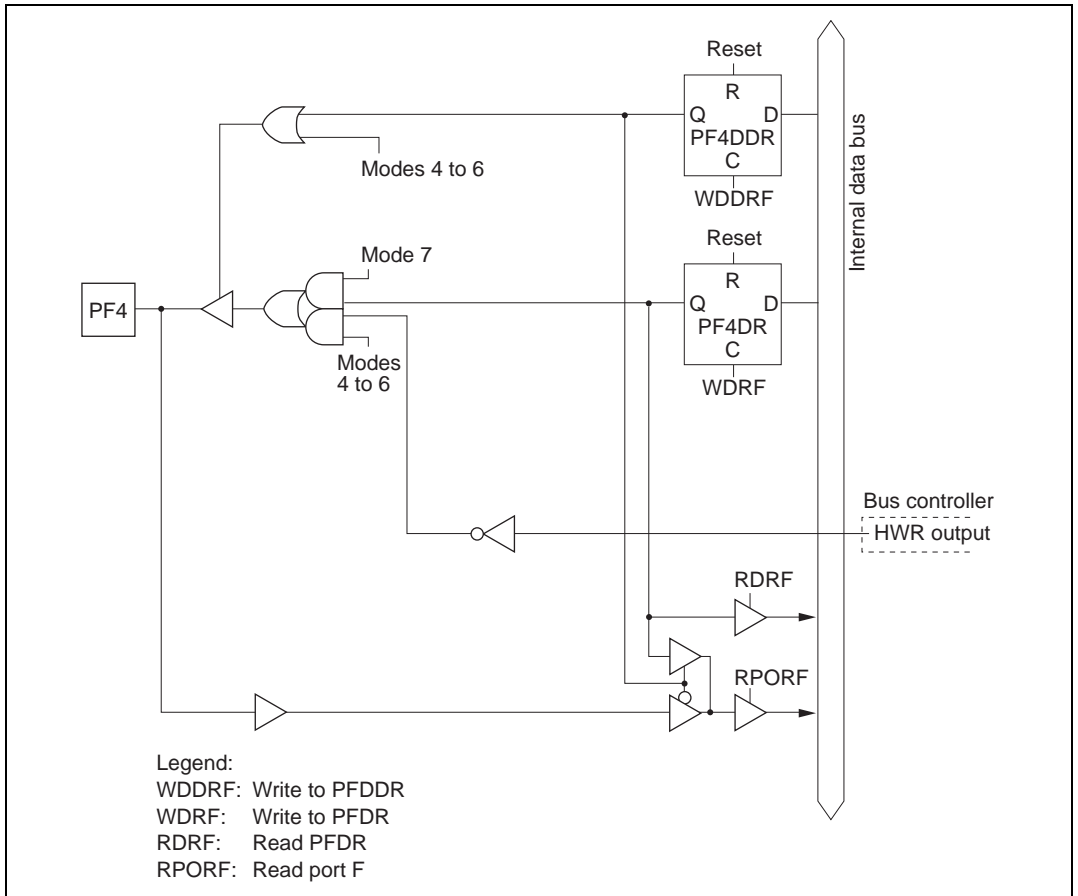 Reset
R
Q D
PF4DDR
C
WDDRF
Modes 4 to 6
Internal data bus
Reset
Mode 7
R
Q D
PF4DR
C
WDRF
PF4
Modes
4 to 6
Bus controller
HWR output
RDRF
RPORF
Legend:
WDDRF: Write to PFDDR
WDRF: Write to PFDR
RDRF: Read PFDR
RPORF: Read port F